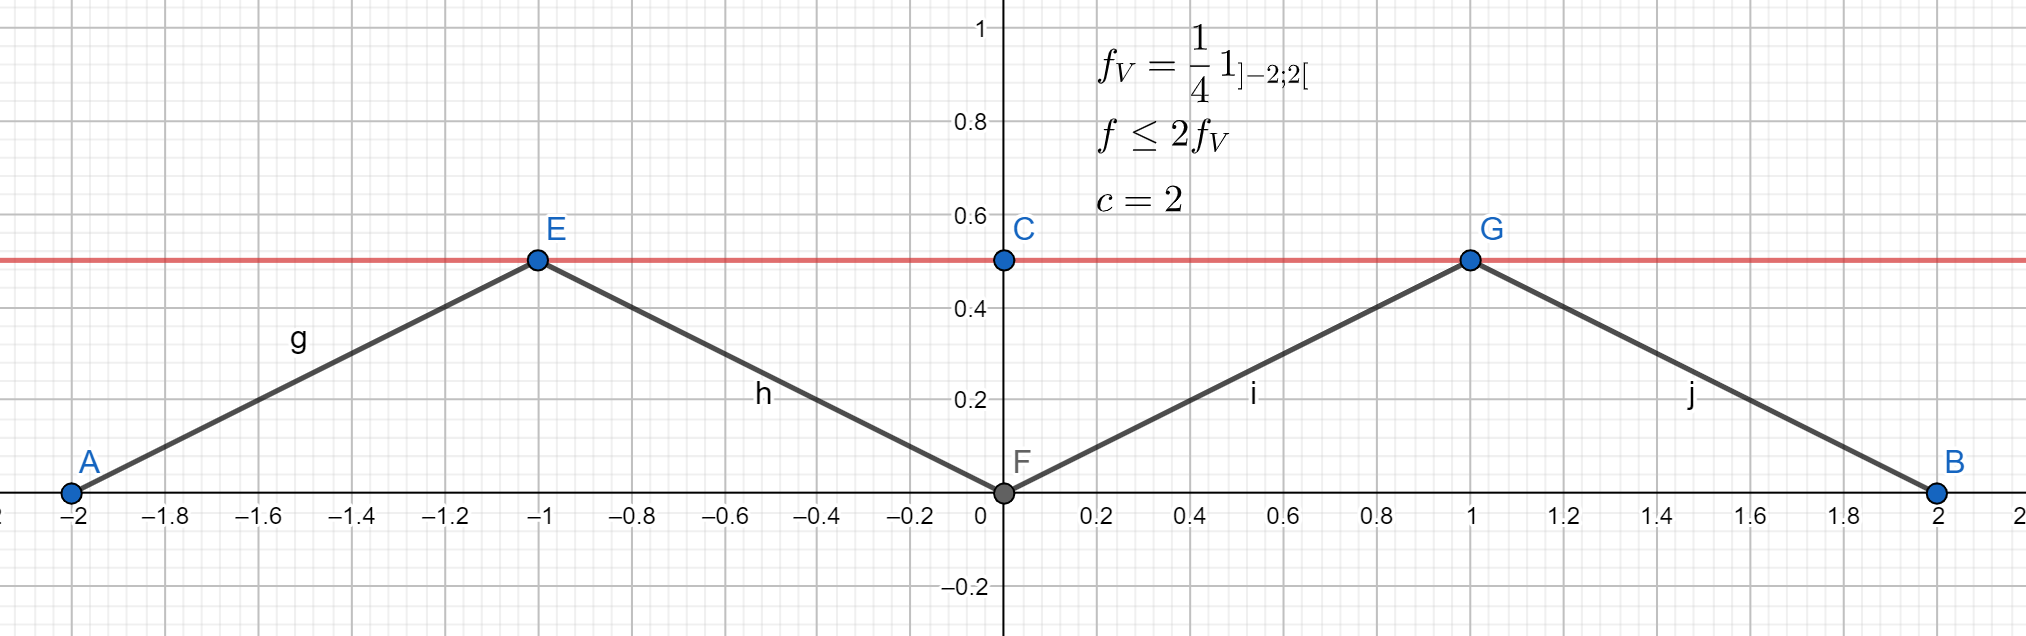 1
f_V = \frac{1}{4} 1_{]−2;2[}
0.8
f ≤ 2f_V
c = 2
0.6
E C G
0.4
g
h 0.2 i j
A F B
2 −2 −1.8 −1.6 −1.4 −1.2 −1 −0.8 −0.6 −0.4 −0.2 0 0.2 0.4 0.6 0.8 1 1.2 1.4 1.6 1.8 2 2
−0.2